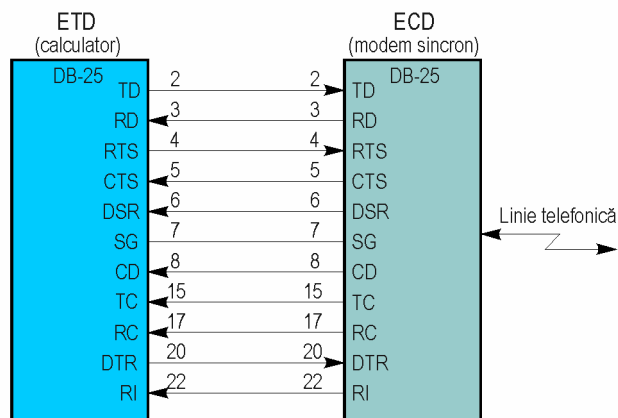 ETD
(calculator)
ECD
(modem sincron)
DB-25
DB-25
TD 2 2 TD
RD 3 3 RD
RTS 4 4 RTS
CTS 5 5 CTS
DSR 6 6 DSR
SG 7 7 SG
CD 8 8 CD
TC 15 15 TC
RC 17 17 RC
DTR 20 20 DTR
RI 22 22 RI
Linie telefonică